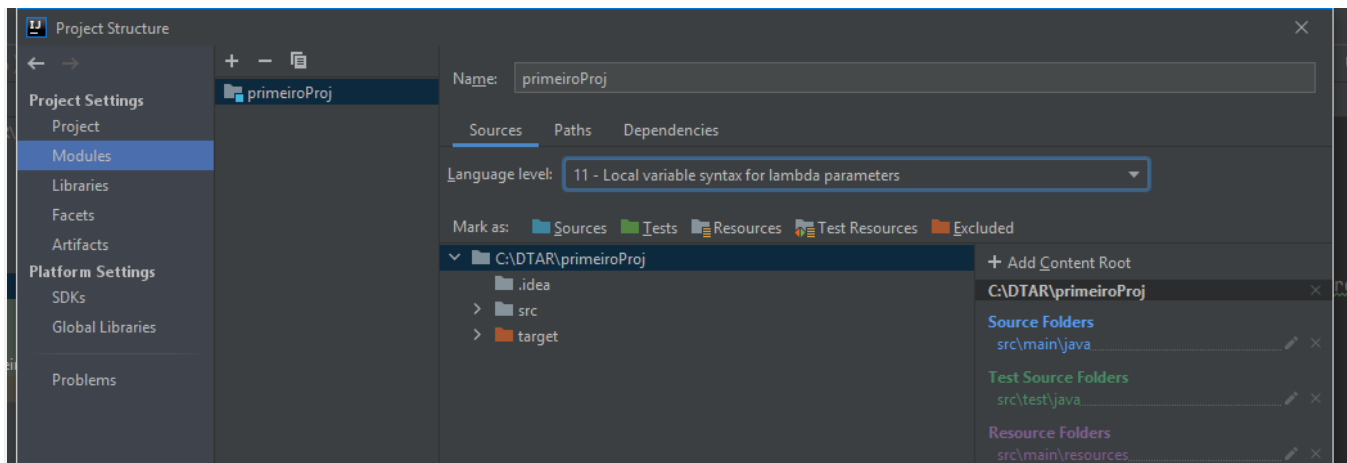 Project Structure
Project Settings
Project
Modules
Libraries
Facets
Artifacts
Platform Settings
SDKs
Global Libraries
Problems
primeiroProj
Name: primeiroProj
Sources Paths Dependencies
Language level: 11 - Local variable syntax for lambda parameters
Mark as: Sources Tests Resources Test Resources Excluded
C:\DTAR\primeiroProj
.idea
src
target
+ Add Content Root
C:\DTAR\primeiroProj
Source Folders
src\main\java
Test Source Folders
src\test\java
Resource Folders
src\main\resources